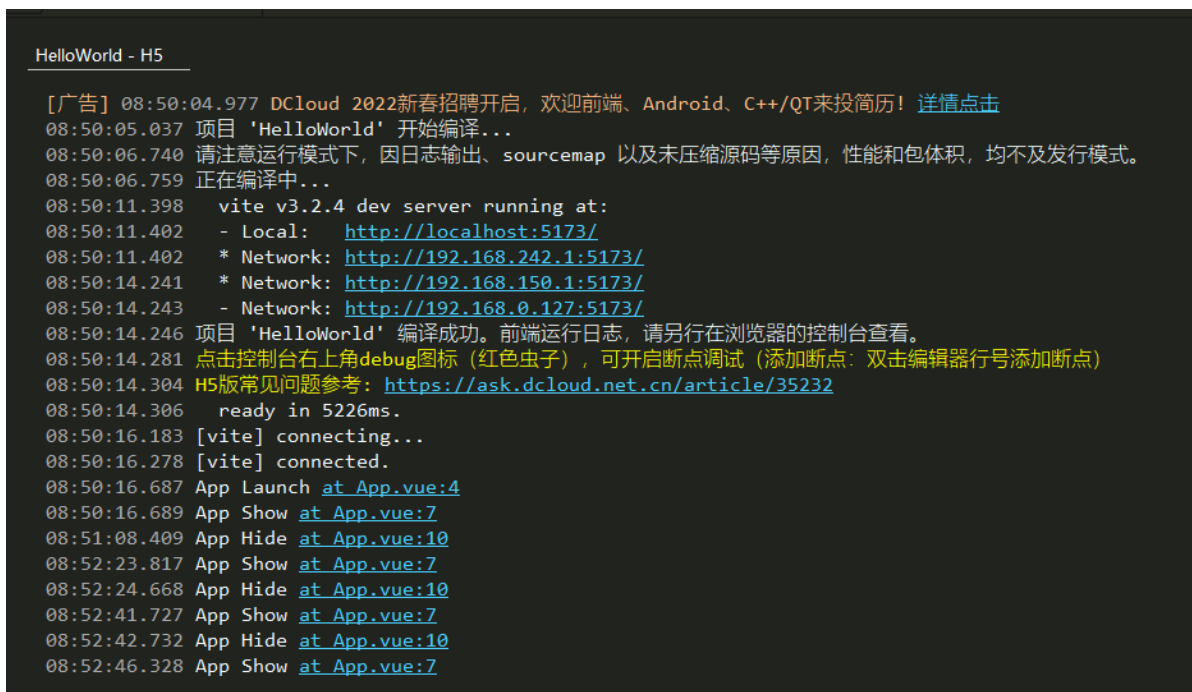 HelloWorld - H5
[广告] 08:50:04.977 DCloud 2022新春招聘开启，欢迎前端、Android、C++/QT来投简历！详情点击
08:50:05.037 项目 'HelloWorld' 开始编译...
08:50:06.740 请注意运行模式下，因日志输出、sourcemap 以及未压缩源码等原因，性能和包体积，均不及发行模式。
08:50:06.759 正在编译中...
08:50:11.398   vite v3.2.4 dev server running at:
08:50:11.402   - Local:   http://localhost:5173/
08:50:11.402   * Network: http://192.168.242.1:5173/
08:50:14.241   * Network: http://192.168.150.1:5173/
08:50:14.243   - Network: http://192.168.0.127:5173/
08:50:14.246 项目 'HelloWorld' 编译成功。前端运行日志，请另行在浏览器的控制台查看。
08:50:14.281 点击控制台右上角debug图标（红色虫子），可开启断点调试（添加断点：双击编辑器行号添加断点）
08:50:14.304 H5版常见问题参考: https://ask.dcloud.net.cn/article/35232
08:50:14.306   ready in 5226ms.
08:50:16.183 [vite] connecting...
08:50:16.278 [vite] connected.
08:50:16.687 App Launch at App.vue:4
08:50:16.689 App Show at App.vue:7
08:51:08.409 App Hide at App.vue:10
08:52:23.817 App Show at App.vue:7
08:52:24.668 App Hide at App.vue:10
08:52:41.727 App Show at App.vue:7
08:52:42.732 App Hide at App.vue:10
08:52:46.328 App Show at App.vue:7